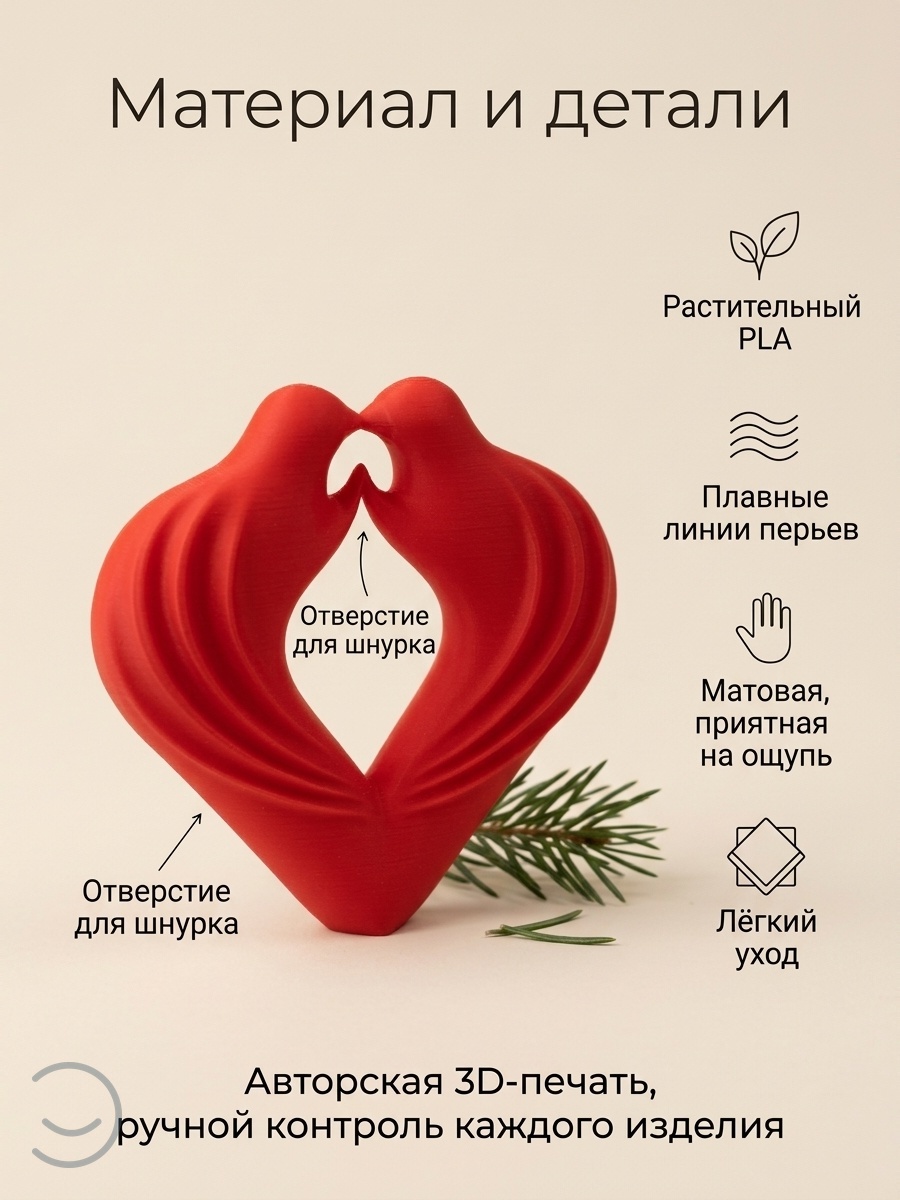 Материал и детали
Растительный
PLA
Плавные
линии перьев
Отверстие
для шнурка
Матовая,
приятная
на ощупь
Отверстие
для шнурка
Лёгкий
уход
Авторская 3D-печать,
ручной контроль каждого изделия